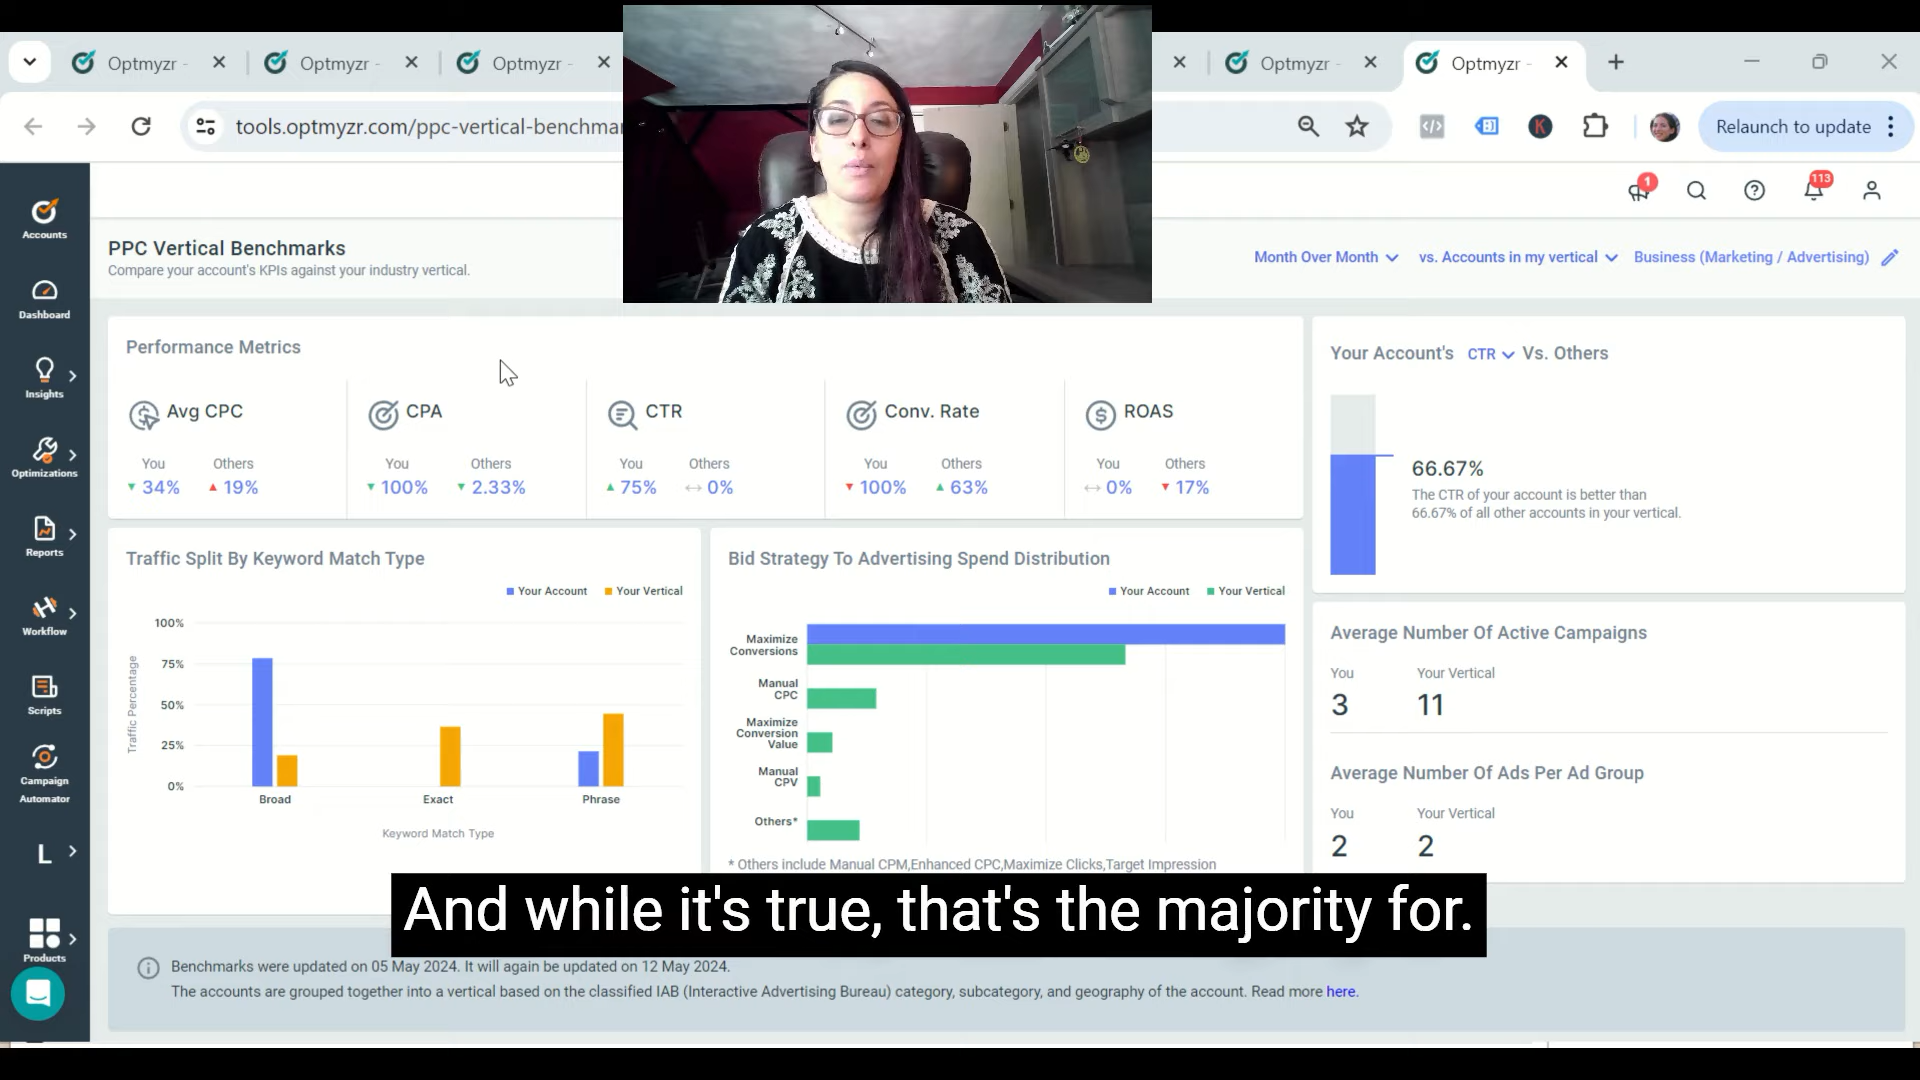 Optmyzr -
Optmyzr -
Optmyzr -
Optmyzr -
Optmyzr -
tools.optmyzr.com/ppc-vertical-benchmar
Relaunch to update
1
113
Accounts
Dashboard
Insights
Optimizations
Reports
Workflow
Scripts
Campaign
Automator
L
Products
PPC Vertical Benchmarks
Compare your account's KPIs against your industry vertical.
Month Over Month
vs. Accounts in my vertical
Business (Marketing / Advertising)
Performance Metrics
Avg CPC
You Others
34% 19%
CPA
You Others
100% 2.33%
CTR
You Others
75% 0%
Conv. Rate
You Others
100% 63%
ROAS
You Others
0% 17%
Your Account's CTR Vs. Others
66.67%
The CTR of your account is better than
66.67% of all other accounts in your vertical.
Traffic Split By Keyword Match Type
Your Account Your Vertical
Traffic Percentage
100%
75%
50%
25%
0%
Broad Exact Phrase
Keyword Match Type
Bid Strategy To Advertising Spend Distribution
Your Account Your Vertical
Maximize
Conversions
Manual
CPC
Maximize
Conversion
Value
Manual
CPV
Others*
* Others include Manual CPM,Enhanced CPC,Maximize Clicks,Target Impression
Average Number Of Active Campaigns
You Your Vertical
3 11
Average Number Of Ads Per Ad Group
You Your Vertical
2 2
And while it's true, that's the majority for.
Benchmarks were updated on 05 May 2024. It will again be updated on 12 May 2024.
The accounts are grouped together into a vertical based on the classified IAB (Interactive Advertising Bureau) category, subcategory, and geography of the account. Read more here.